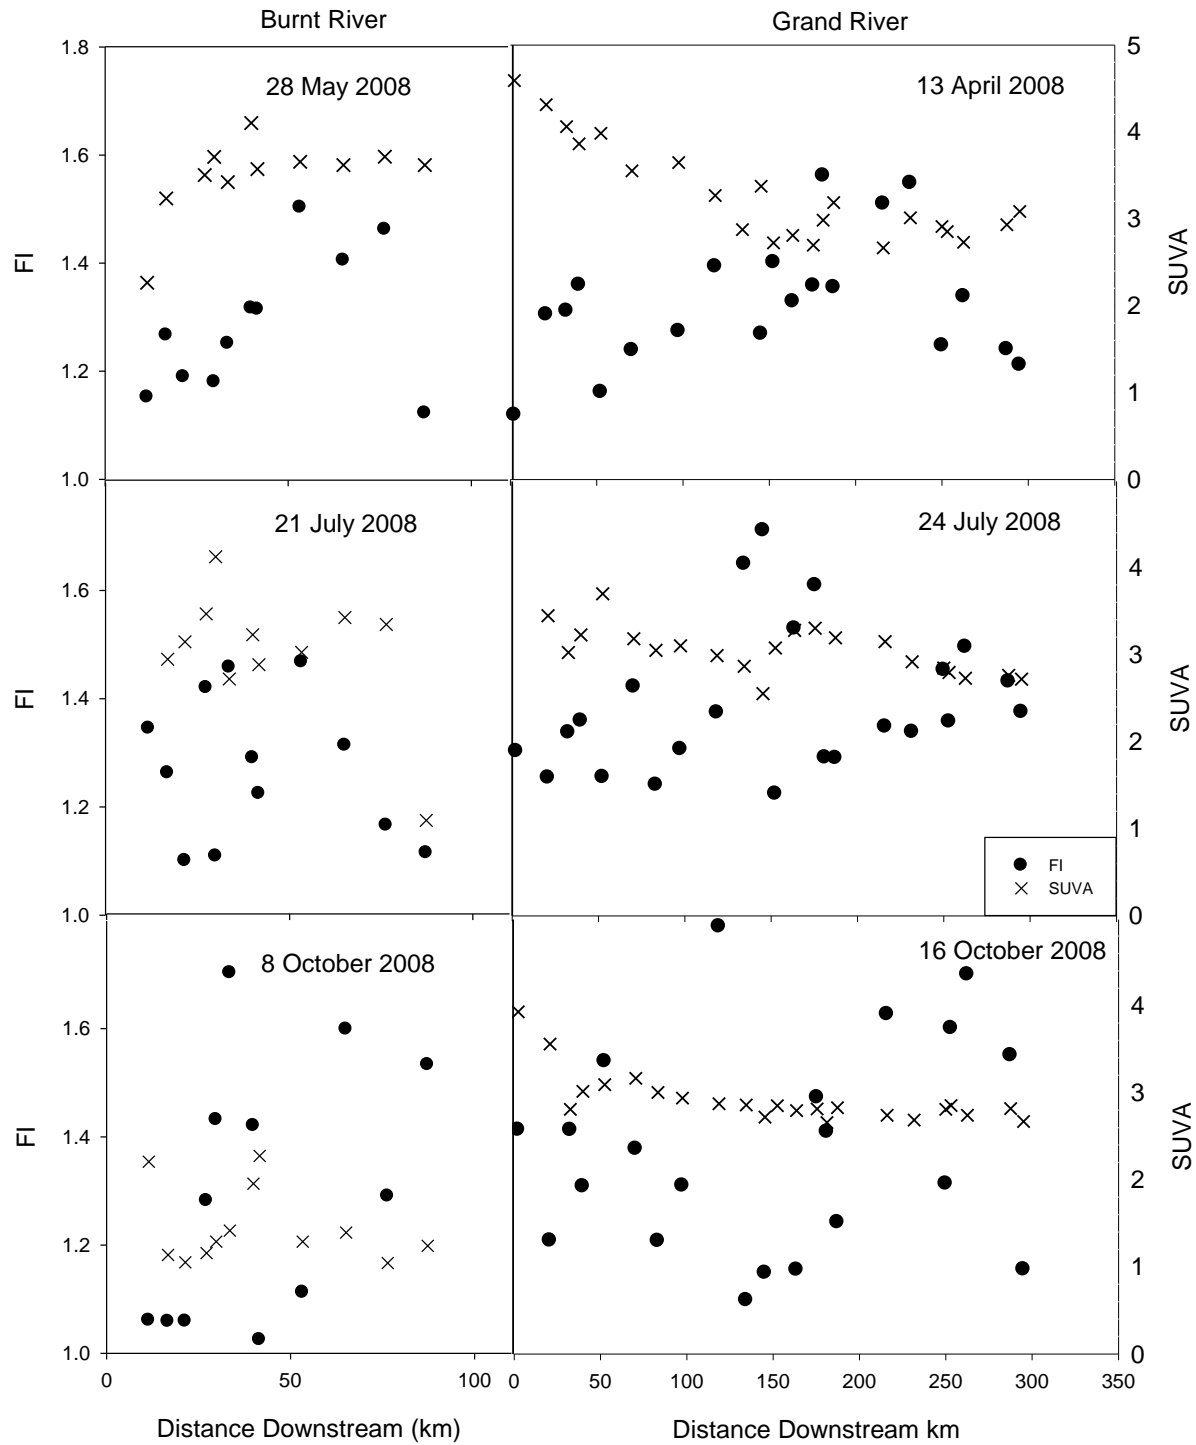 Burnt River
Grand River
1.8
1.6
1.4
1.2
1.0
FI
28 May 2008
13 April 2008
5
4
3
2
1
0
SUVA
1.6
1.4
1.2
1.0
FI
21 July 2008
24 July 2008
FI
SUVA
4
3
2
1
0
SUVA
1.6
1.4
1.2
1.0
FI
8 October 2008
16 October 2008
4
3
2
1
0
SUVA
0 50 100
0 50 100 150 200 250 300 350
Distance Downstream (km)
Distance Downstream km